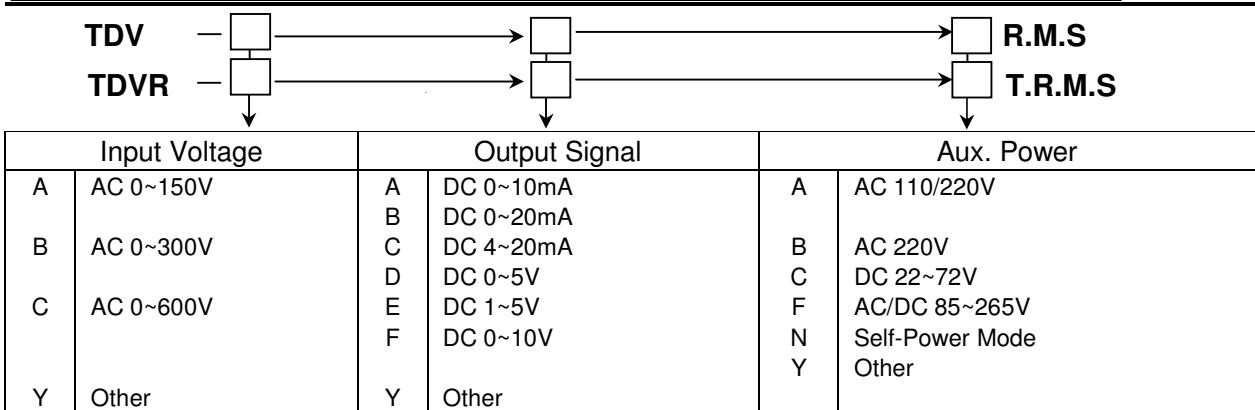 TDV – R.M.S
TDVR – T.R.M.S
Input Voltage Output Signal Aux. Power
A AC 0~150V A DC 0~10mA A AC 110/220V
B DC 0~20mA
B AC 0~300V C DC 4~20mA B AC 220V
D DC 0~5V C DC 22~72V
C AC 0~600V E DC 1~5V F AC/DC 85~265V
F DC 0~10V N Self-Power Mode
Y Other
Y Other Y Other